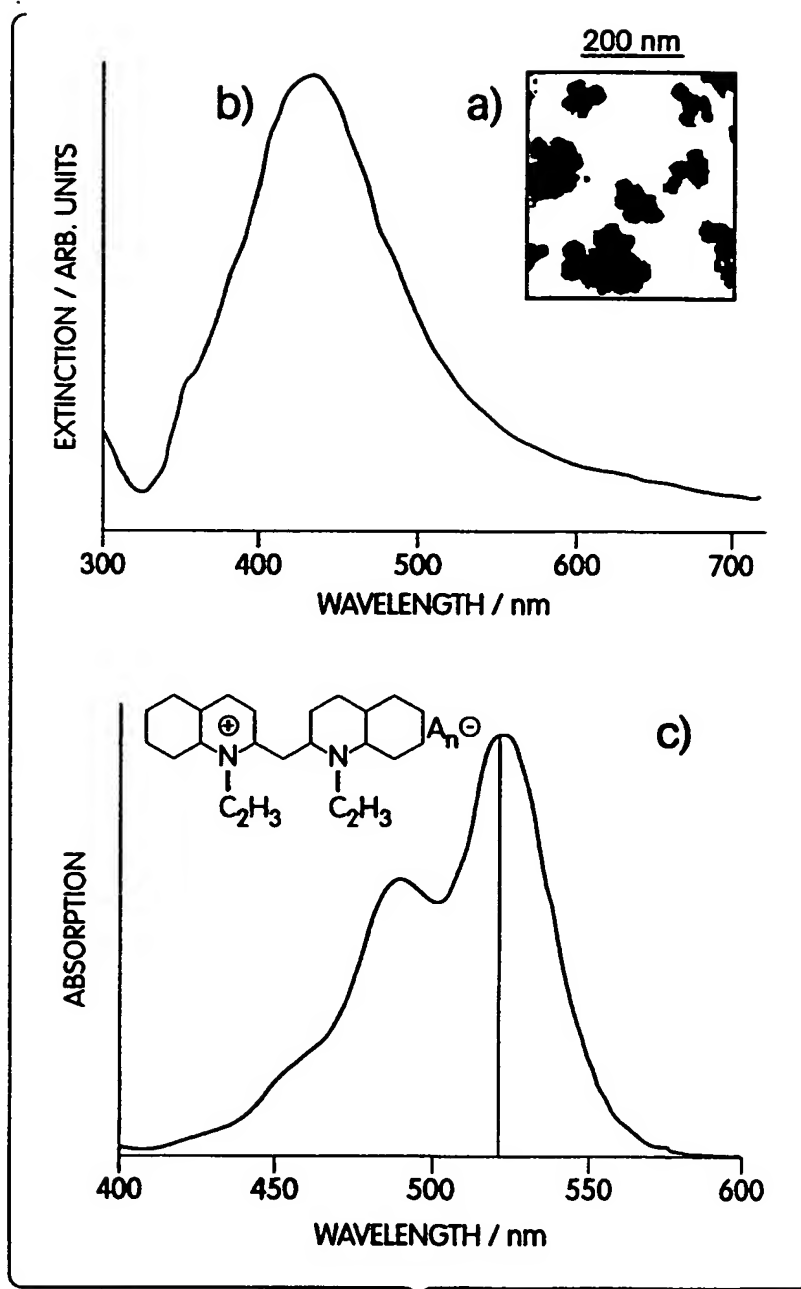 200 nm
b)
a)
EXTINCTION / ARB. UNITS
300 400 500 600 700
WAVELENGTH / nm
⊕ Aₙ⊖
N N
C₂H₃ C₂H₃
c)
ABSORPTION
400 450 500 550 600
WAVELENGTH / nm